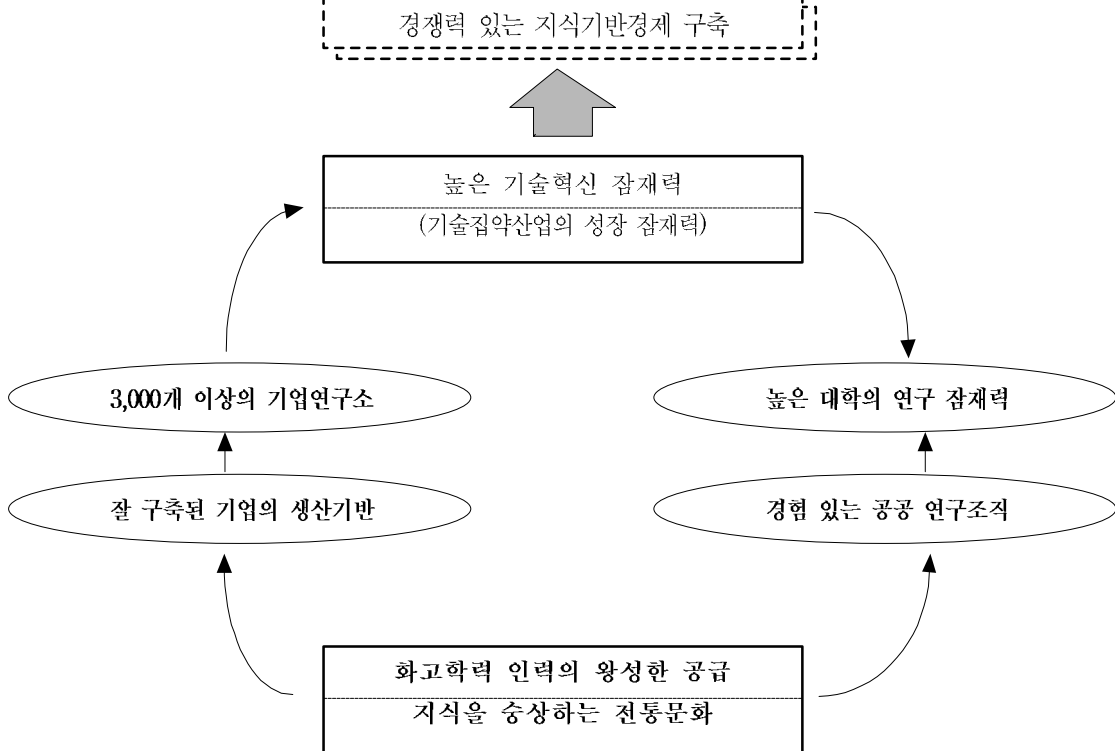 경쟁력 있는 지식기반경제 구축
높은 기술혁신 잠재력
(기술집약산업의 성장 잠재력)
3,000개 이상의 기업연구소
높은 대학의 연구 잠재력
잘 구축된 기업의 생산기반
경험 있는 공공 연구조직
화고학력 인력의 왕성한 공급
지식을 숭상하는 전통문화